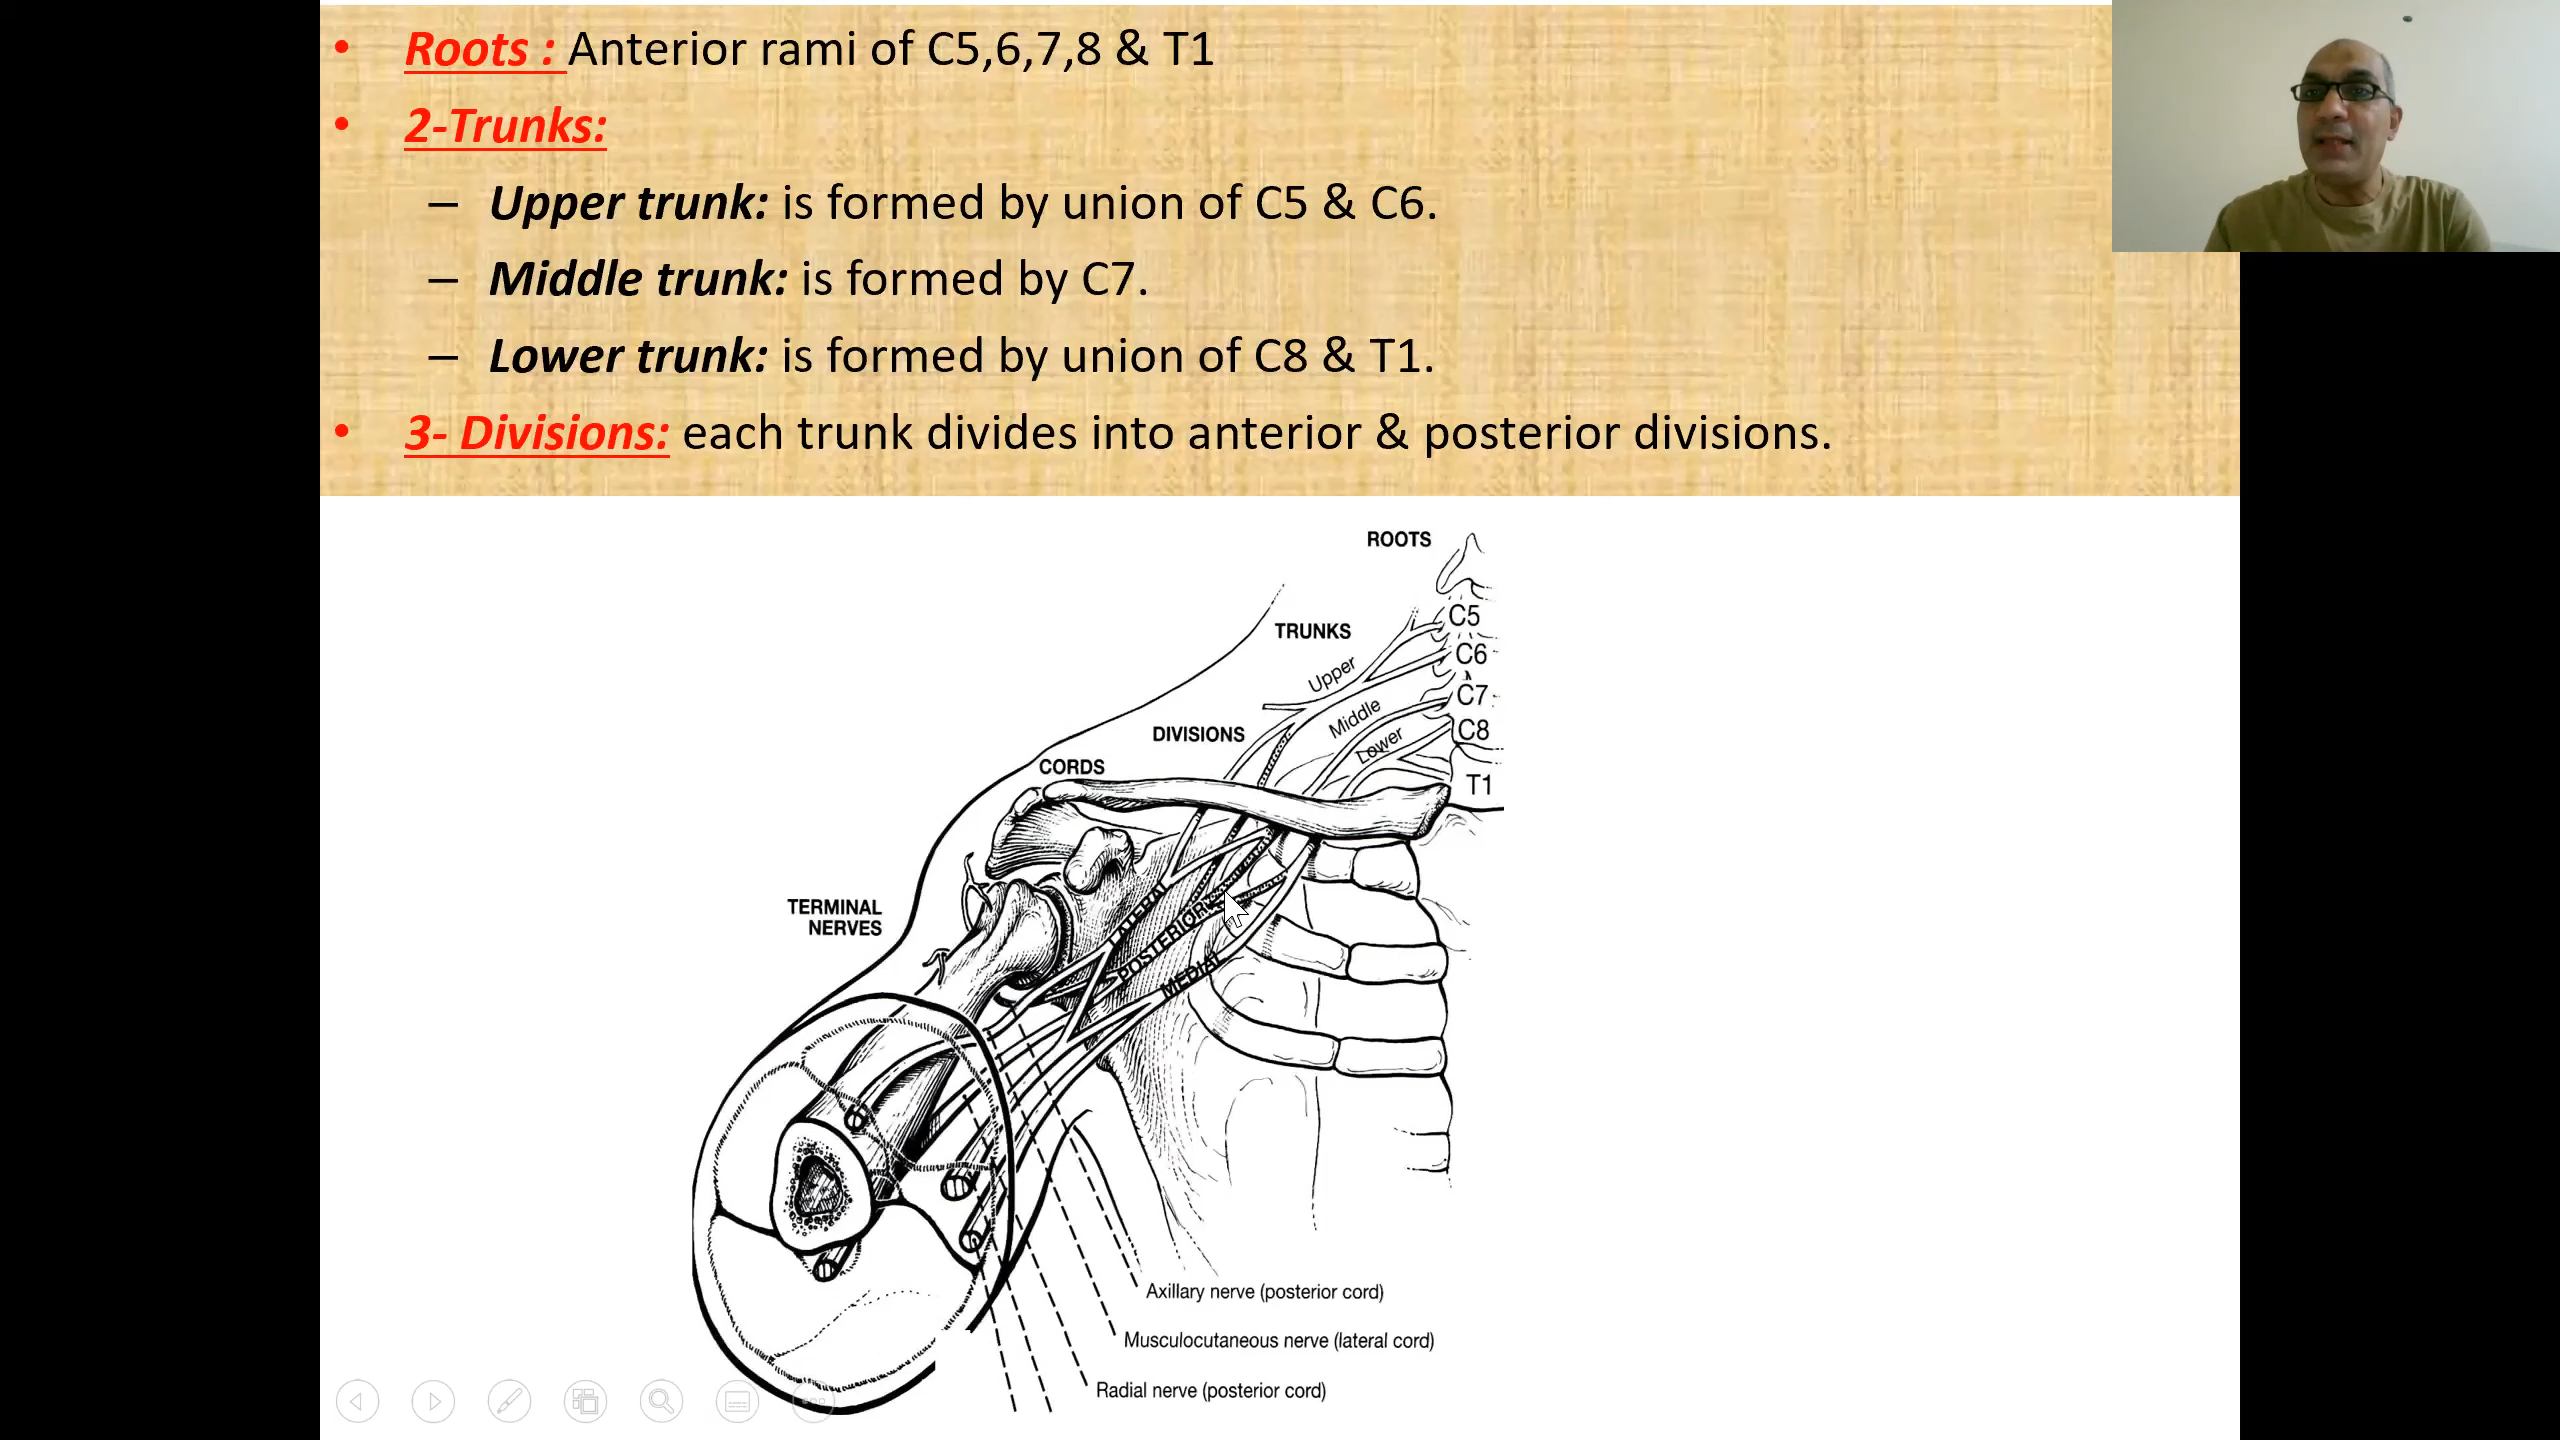 • Roots : Anterior rami of C5,6,7,8 & T1
• 2-Trunks:
– Upper trunk: is formed by union of C5 & C6.
– Middle trunk: is formed by C7.
– Lower trunk: is formed by union of C8 & T1.
• 3- Divisions: each trunk divides into anterior & posterior divisions.
ROOTS
C5
TRUNKS
C6
Upper
C7
Middle
C8
DIVISIONS
Lower
CORDS
T1
TERMINAL
NERVES
LATERAL
POSTERIOR
MEDIAL
Axillary nerve (posterior cord)
Musculocutaneous nerve (lateral cord)
Radial nerve (posterior cord)